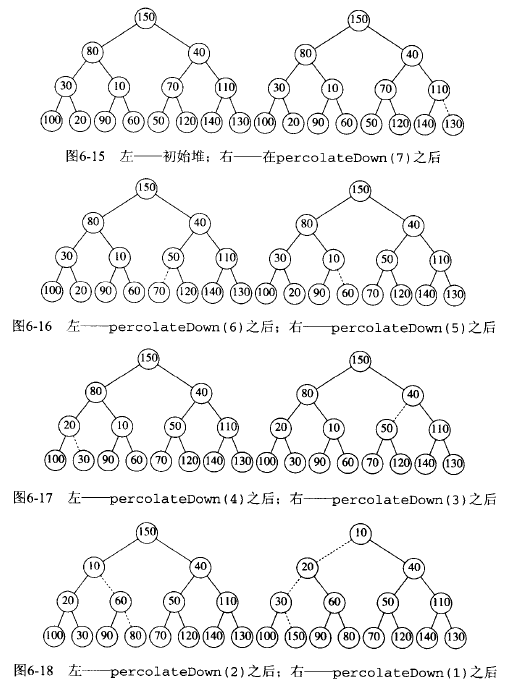 150 150
80 40 80 40
30 10 70 110 30 10 70 110
100 20 90 60 50 120 140 130 100 20 90 60 50 120 140 130
图6-15 左——初始堆；右——在percolateDown(7)之后
150 150
80 40 80 40
30 10 50 110 30 10 50 110
100 20 90 60 70 120 140 130 100 20 90 60 70 120 140 130
图6-16 左——percolateDown(6)之后；右——percolateDown(5)之后
150 150
80 40 80 40
20 10 50 110 20 10 50 110
100 30 90 60 70 120 140 130 100 30 90 60 70 120 140 130
图6-17 左——percolateDown(4)之后；右——percolateDown(3)之后
150 10
10 40 20 40
20 60 50 110 30 60 50 110
100 30 90 80 70 120 140 130 100 150 90 80 70 120 140 130
图6-18 左——percolateDown(2)之后；右——percolateDown(1)之后